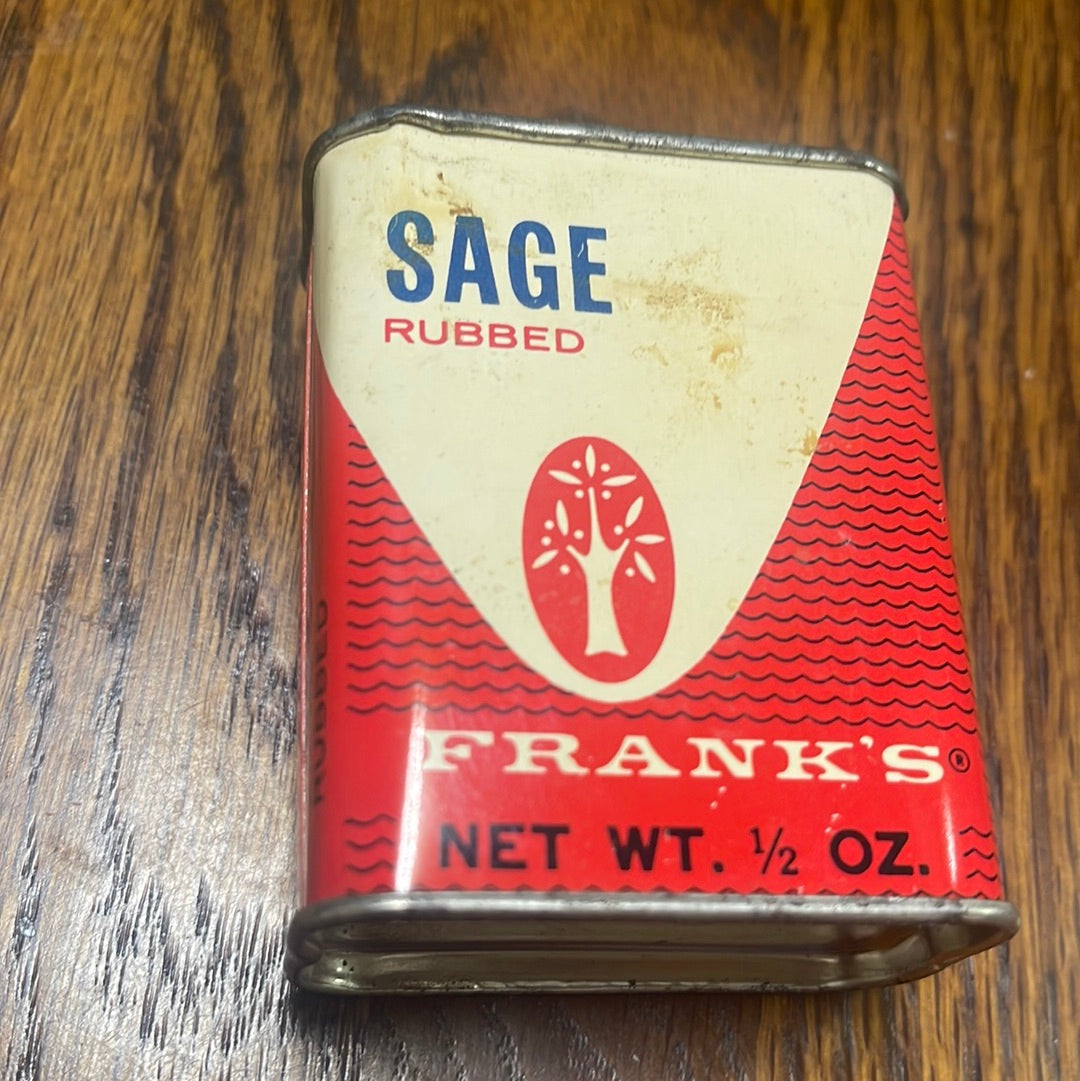 SAGE
RUBBED
FRANK'S®
NET WT. ½ OZ.